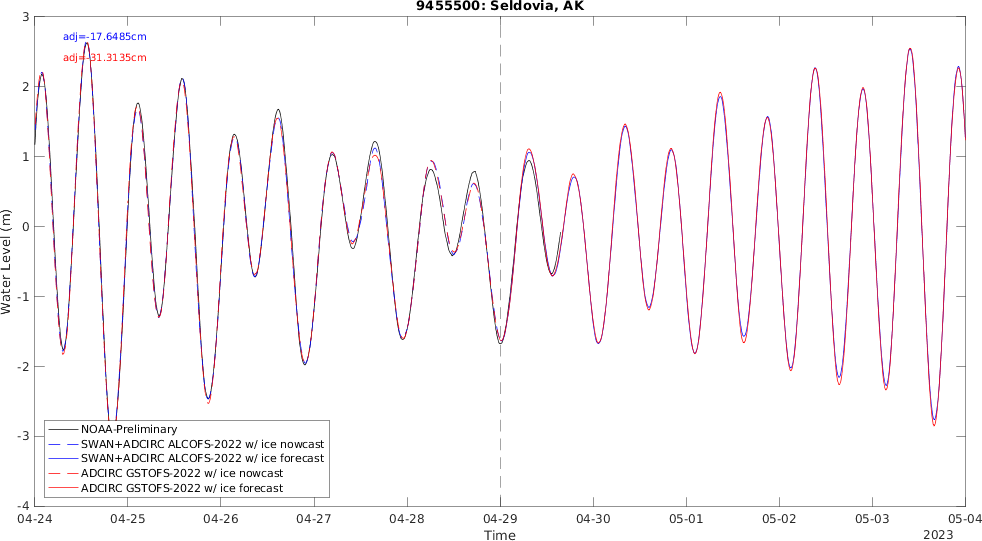 9455500: Seldovia, AK
adj=-17.6485cm
adj=-31.3135cm
3
2
1
0
-1
-2
-3
-4
Water Level (m)
NOAA-Preliminary
SWAN+ADCIRC ALCOFS-2022 w/ ice nowcast
SWAN+ADCIRC ALCOFS-2022 w/ ice forecast
ADCIRC GSTOFS-2022 w/ ice nowcast
ADCIRC GSTOFS-2022 w/ ice forecast
04-24 04-25 04-26 04-27 04-28 04-29 04-30 05-01 05-02 05-03 05-04
Time
2023